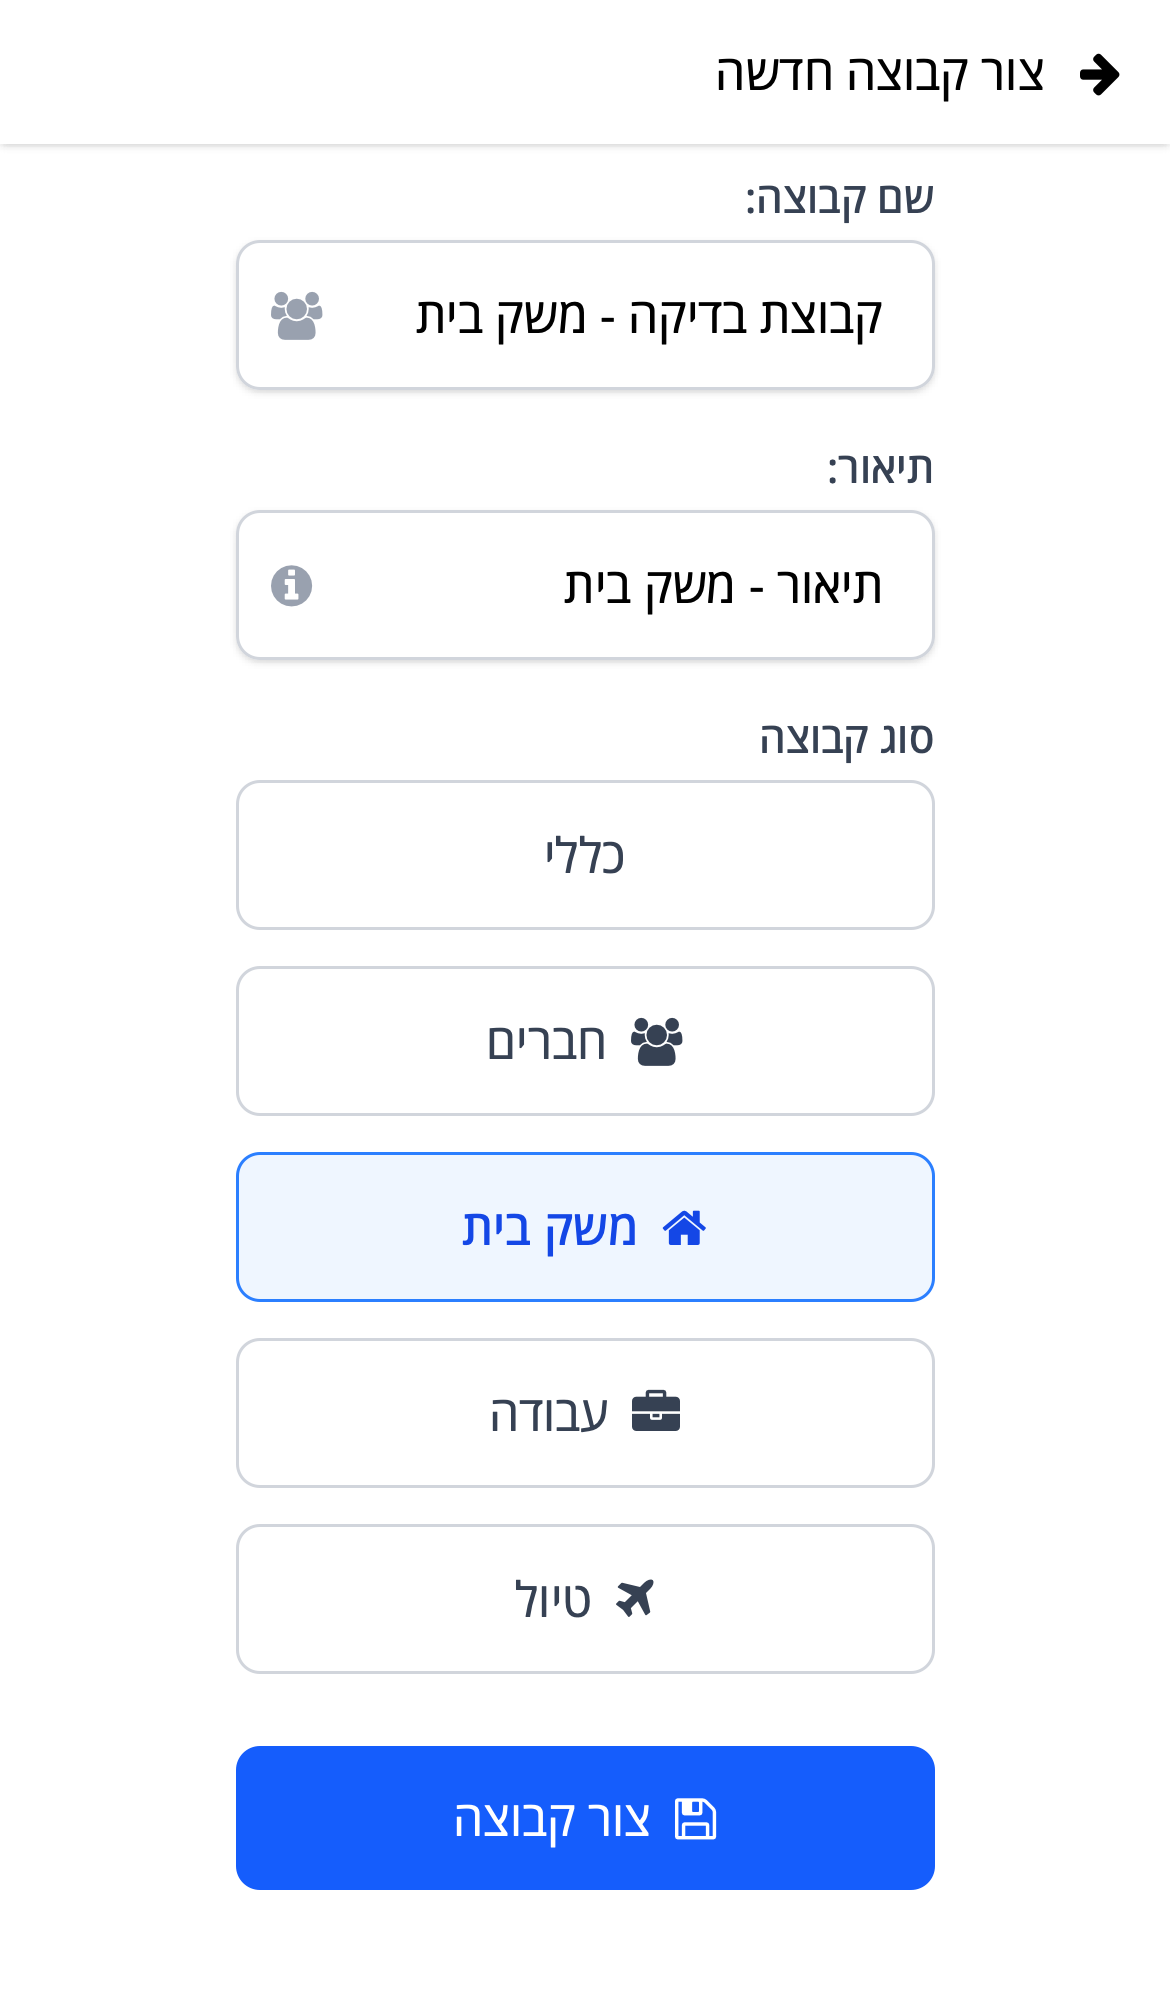 צור קבוצה חדשה
שם קבוצה:
קבוצת בדיקה - משק בית
תיאור:
תיאור - משק בית
סוג קבוצה
כללי
חברים
משק בית
עבודה
טיול
צור קבוצה